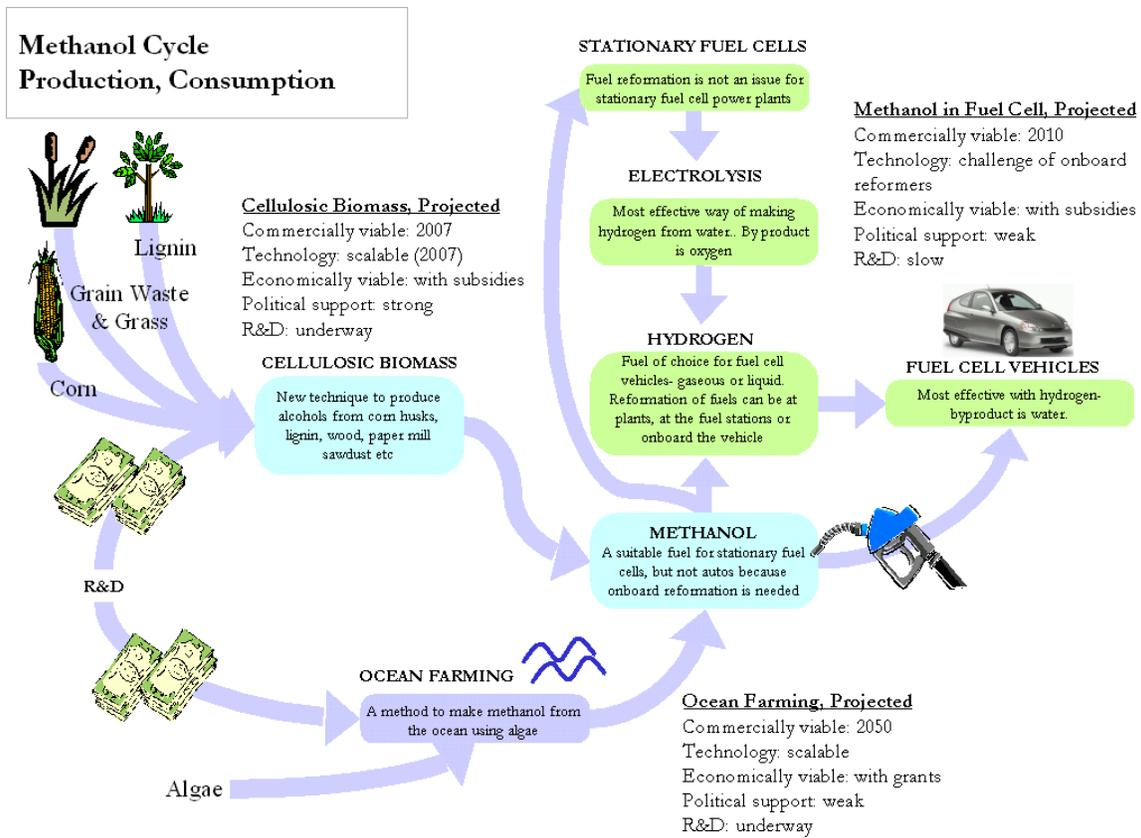 Methanol Cycle
Production, Consumption
STATIONARY FUEL CELLS
Fuel reformation is not an issue for
stationary fuel cell power plants
Methanol in Fuel Cell, Projected
Commercially viable: 2010
Technology: challenge of onboard
reformers
Economically viable: with subsidies
Political support: weak
R&D: slow
ELECTROLYSIS
Most effective way of making
hydrogen from water.. By product
is oxygen
Cellulosic Biomass, Projected
Commercially viable: 2007
Technology: scalable (2007)
Economically viable: with subsidies
Political support: strong
R&D: underway
Lignin
Grain Waste
& Grass
Corn
CELLULOSIC BIOMASS
New technique to produce
alcohols from corn husks,
lignin, wood, paper mill
sawdust etc
HYDROGEN
Fuel of choice for fuel cell
vehicles- gaseous or liquid.
Reformation of fuels can be at
plants, at the fuel stations or
onboard the vehicle
FUEL CELL VEHICLES
Most effective with hydrogen-
byproduct is water.
METHANOL
A suitable fuel for stationary fuel
cells, but not autos because
onboard reformation is needed
R&D
OCEAN FARMING
A method to make methanol from
the ocean using algae
Algae
Ocean Farming, Projected
Commercially viable: 2050
Technology: scalable
Economically viable: with grants
Political support: weak
R&D: underway